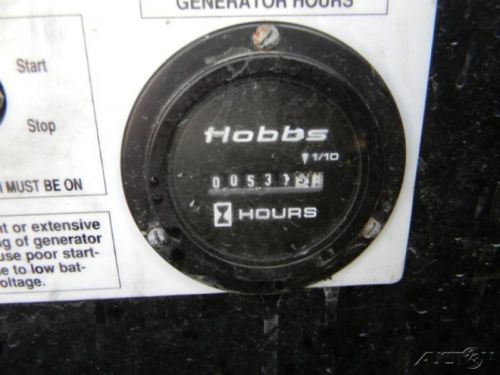 GENERATOR HOURS
Start
Stop
MUST BE ON
t or extensive
g of generator
use poor start-
e to low bat-
oltage.
Hobbs
1/10
HOURS